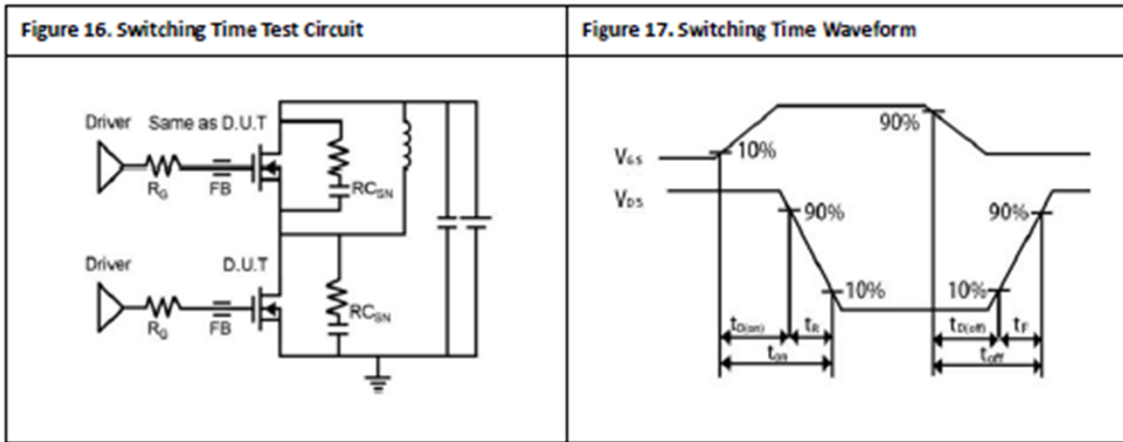 Figure 16. Switching Time Test Circuit
Figure 17. Switching Time Waveform
Driver Same as D.U.T
RG
FB
RCSN
Driver
D.U.T
RG
FB
RCSN
VGS
10%
90%
VDS
90%
90%
10%
10%
tD(on)
tR
tD(off)
tF
ton
toff